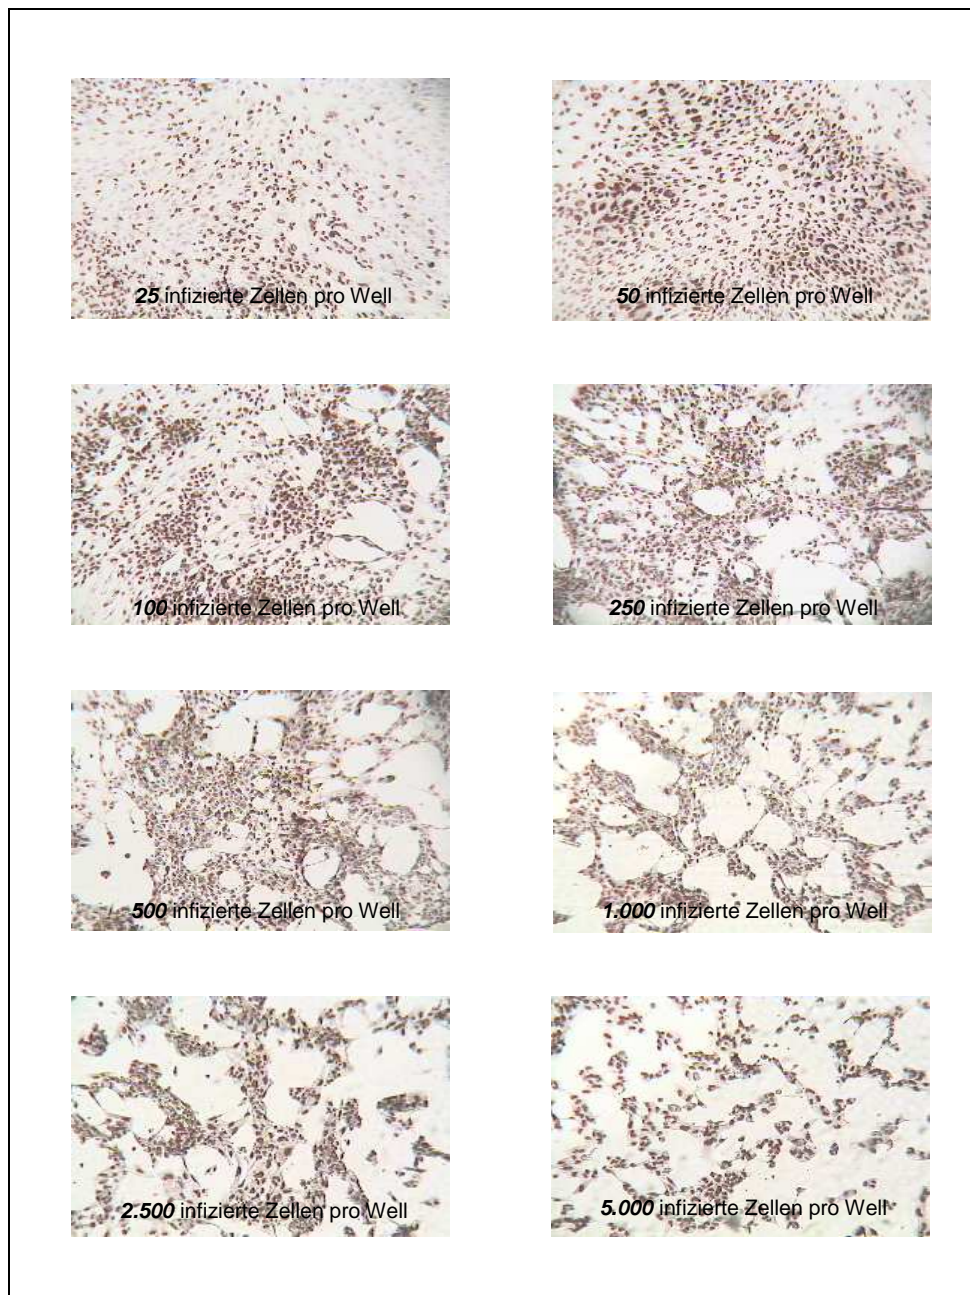 25 infizierte Zellen pro Well
50 infizierte Zellen pro Well
100 infizierte Zellen pro Well
250 infizierte Zellen pro Well
500 infizierte Zellen pro Well
1.000 infizierte Zellen pro Well
2.500 infizierte Zellen pro Well
5.000 infizierte Zellen pro Well